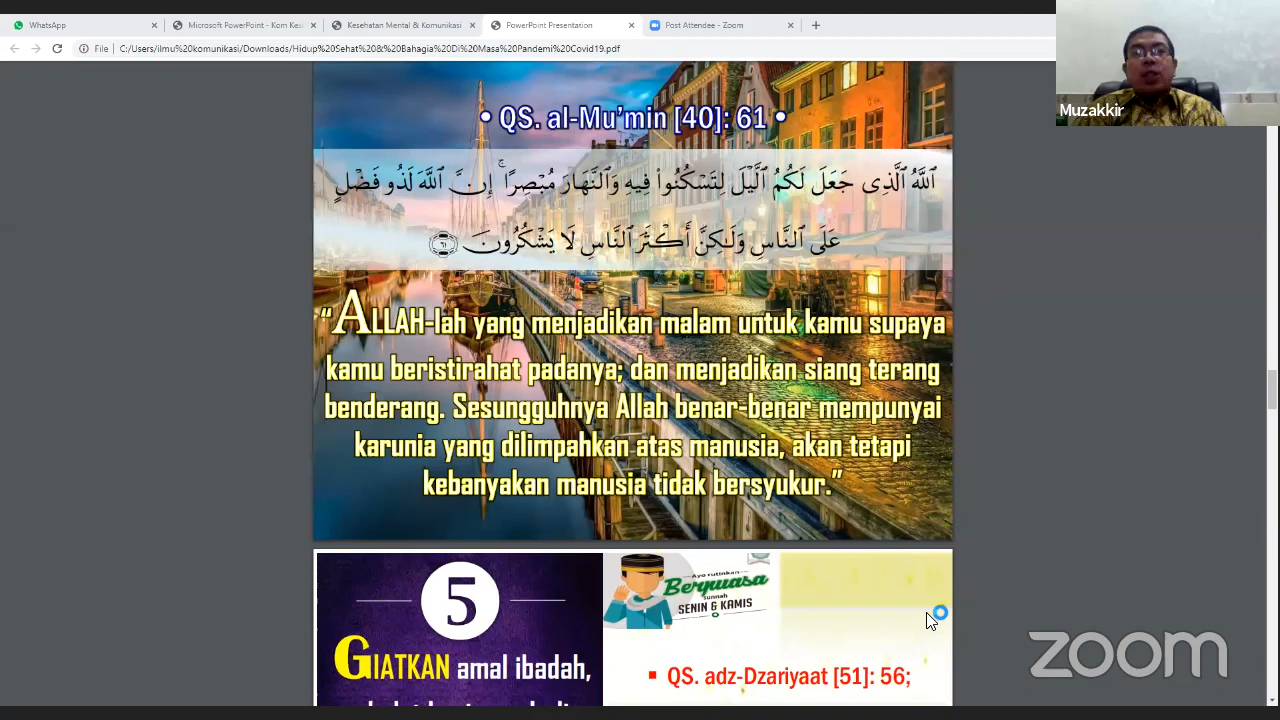 WhatsApp
Microsoft PowerPoint - Kom Kes
Kesehatan Mental & Komunikasi
PowerPoint Presentation
Post Attendee - Zoom
File
C:/Users/ilmu%20komunikasi/Downloads/Hidup%20Sehat%20&%20Bahagia%20Di%20Masa%20Pandemi%20Covid19.pdf
Muzakkir
• QS. al-Mu’min [40]: 61 •
ٱللَّهُ ٱلَّذِى جَعَلَ لَكُمُ ٱلَّيْلَ لِتَسْكُنُوا۟ فِيهِ وَٱلنَّهَارَ مُبْصِرًا ۚ إِنَّ ٱللَّهَ لَذُو فَضْلٍ
عَلَى ٱلنَّاسِ وَلَـٰكِنَّ أَكْثَرَ ٱلنَّاسِ لَا يَشْكُرُونَ ٦١
“ALLAH-lah yang menjadikan malam untuk kamu supaya
kamu beristirahat padanya; dan menjadikan siang terang
benderang. Sesungguhnya Allah benar-benar mempunyai
karunia yang dilimpahkan atas manusia, akan tetapi
kebanyakan manusia tidak bersyukur.”
5
GIATKAN amal ibadah,
Ayo rutinkan
Berpuasa
sunnah
SENIN & KAMIS
▪ QS. adz-Dzariyaat [51]: 56;
zoom